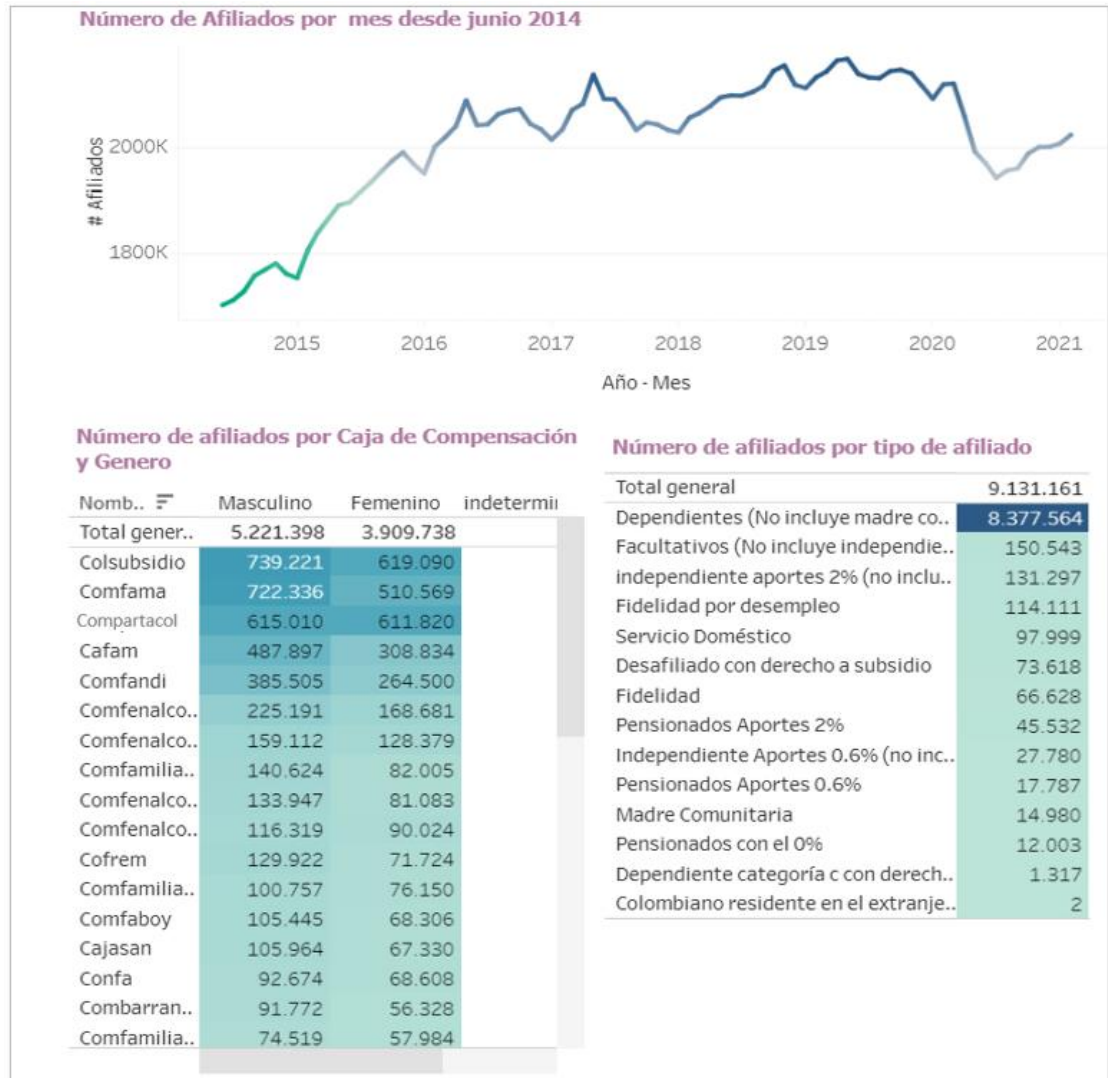 Número de Afiliados por mes desde junio 2014
# Afiliados
2000K
1800K
2015 2016 2017 2018 2019 2020 2021
Año - Mes
Número de afiliados por Caja de Compensación
y Genero
Nomb.. Masculino Femenino indetermin
Total gener.. 5.221.398 3.909.738
Colsubsidio 739.221 619.090
Comfama 722.336 510.569
Compartacol 615.010 611.820
Cafam 487.897 308.834
Comfandi 385.505 264.500
Comfenalco.. 225.191 168.681
Comfenalco.. 159.112 128.379
Comfamilia.. 140.624 82.005
Comfenalco.. 133.947 81.083
Comfenalco.. 116.319 90.024
Cofrem 129.922 71.724
Comfamilia.. 100.757 76.150
Comfaboy 105.445 68.306
Cajasan 105.964 67.330
Confa 92.674 68.608
Combarran.. 91.772 56.328
Comfamilia.. 74.519 57.984
Número de afiliados por tipo de afiliado
Total general 9.131.161
Dependientes (No incluye madre co.. 8.377.564
Facultativos (No incluye independie.. 150.543
independiente aportes 2% (no inclu.. 131.297
Fidelidad por desempleo 114.111
Servicio Doméstico 97.999
Desafiliado con derecho a subsidio 73.618
Fidelidad 66.628
Pensionados Aportes 2% 45.532
Independiente Aportes 0.6% (no inc.. 27.780
Pensionados Aportes 0.6% 17.787
Madre Comunitaria 14.980
Pensionados con el 0% 12.003
Dependiente categoría c con derech.. 1.317
Colombiano residente en el extranje.. 2